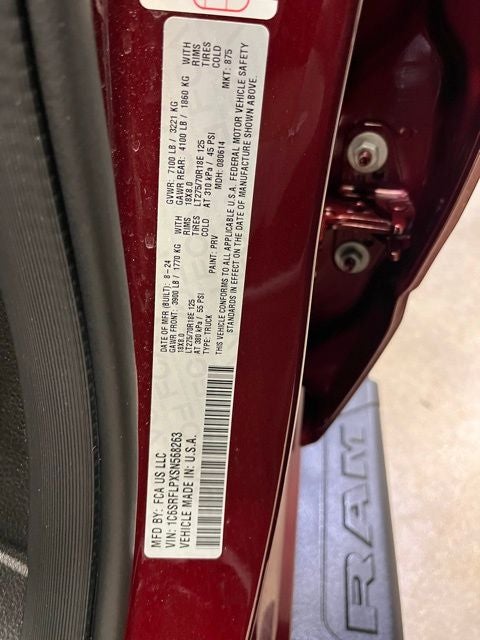 MFD BY: FCA US LLC
VIN: 1C6SRFLPXSN568263
VEHICLE MADE IN: U.S.A.
DATE OF MFR (BUILT): 8-24
GVWR: 7100 LB / 3221 KG
GAWR FRONT: 3900 LB / 1770 KG WITH
GAWR REAR: 4100 LB / 1860 KG WITH
18X8.0 RIMS
18X8.0 RIMS
LT275/70R18E 125 TIRES
LT275/70R18E 125 TIRES
AT 380 kPa / 55 PSI COLD
AT 310 kPa / 45 PSI COLD
TYPE: TRUCK
PAINT: PRV
MDH: 080614
MKT: 875
THIS VEHICLE CONFORMS TO ALL APPLICABLE U.S.A. FEDERAL MOTOR VEHICLE SAFETY
STANDARDS IN EFFECT ON THE DATE OF MANUFACTURE SHOWN ABOVE.
RAM